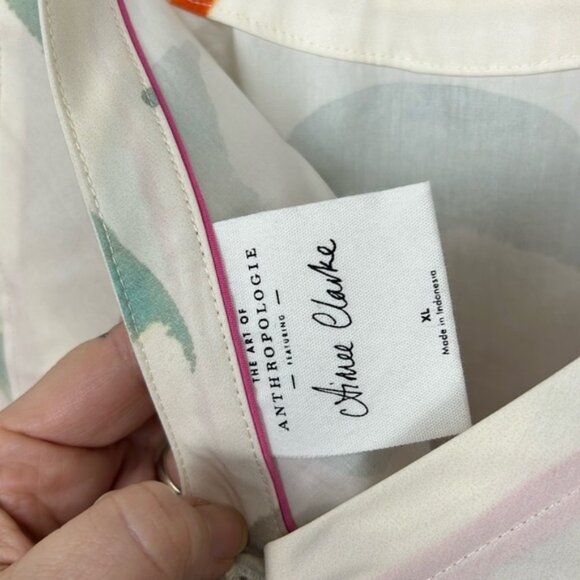 THE ART OF
ANTHROPOLOGIE
— FEATURING —
Aimee Clarke
XL
Made in Indonesia